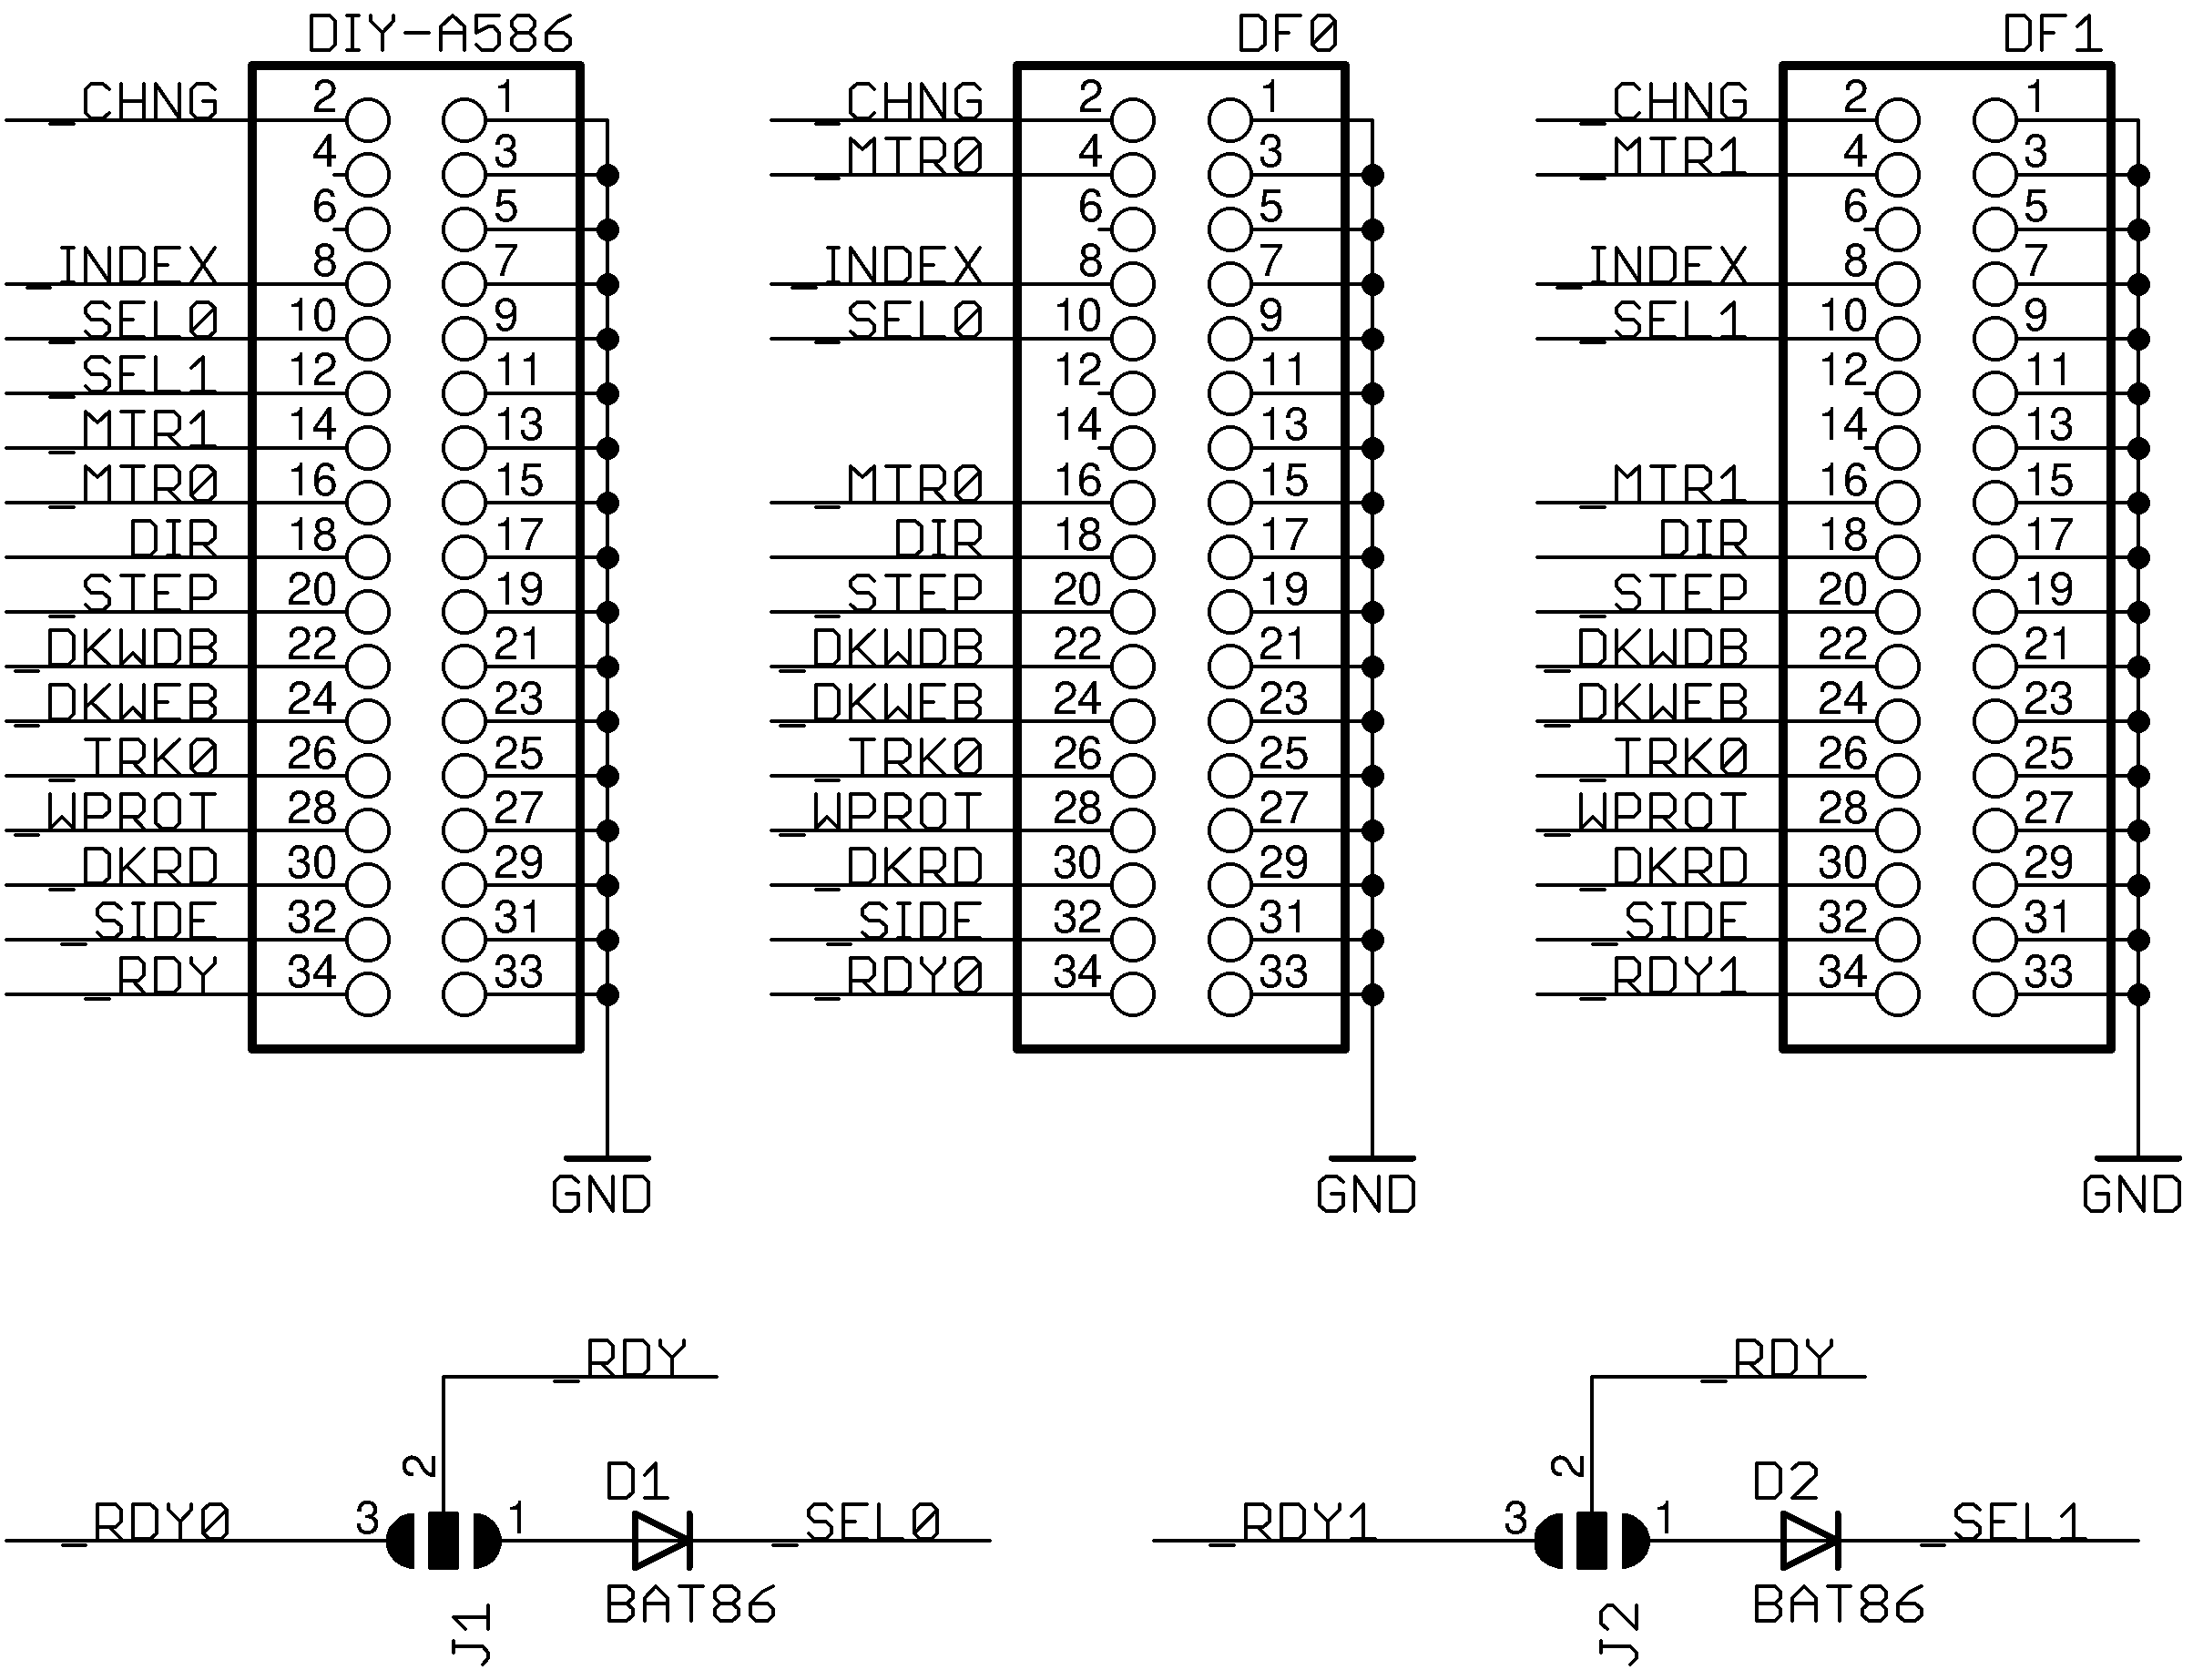 DIY-A586 DF0 DF1
_CHNG 2 1 _CHNG 2 1 _CHNG 2 1
4 3 _MTR0 4 3 _MTR1 4 3
6 5 6 5 6 5
_INDEX 8 7 _INDEX 8 7 _INDEX 8 7
_SEL0 10 9 _SEL0 10 9 _SEL1 10 9
_SEL1 12 11 12 11 12 11
_MTR1 14 13 14 13 14 13
_MTR0 16 15 _MTR0 16 15 _MTR1 16 15
DIR 18 17 DIR 18 17 DIR 18 17
_STEP 20 19 _STEP 20 19 _STEP 20 19
_DKWDB 22 21 _DKWDB 22 21 _DKWDB 22 21
_DKWEB 24 23 _DKWEB 24 23 _DKWEB 24 23
_TRK0 26 25 _TRK0 26 25 _TRK0 26 25
_WPROT 28 27 _WPROT 28 27 _WPROT 28 27
_DKRD 30 29 _DKRD 30 29 _DKRD 30 29
_SIDE 32 31 _SIDE 32 31 _SIDE 32 31
_RDY 34 33 _RDY0 34 33 _RDY1 34 33
GND GND GND
_RDY _RDY
2 D1 2 D2
_RDY0 3 1 _SEL0 _RDY1 3 1 _SEL1
J1 BAT86 J2 BAT86